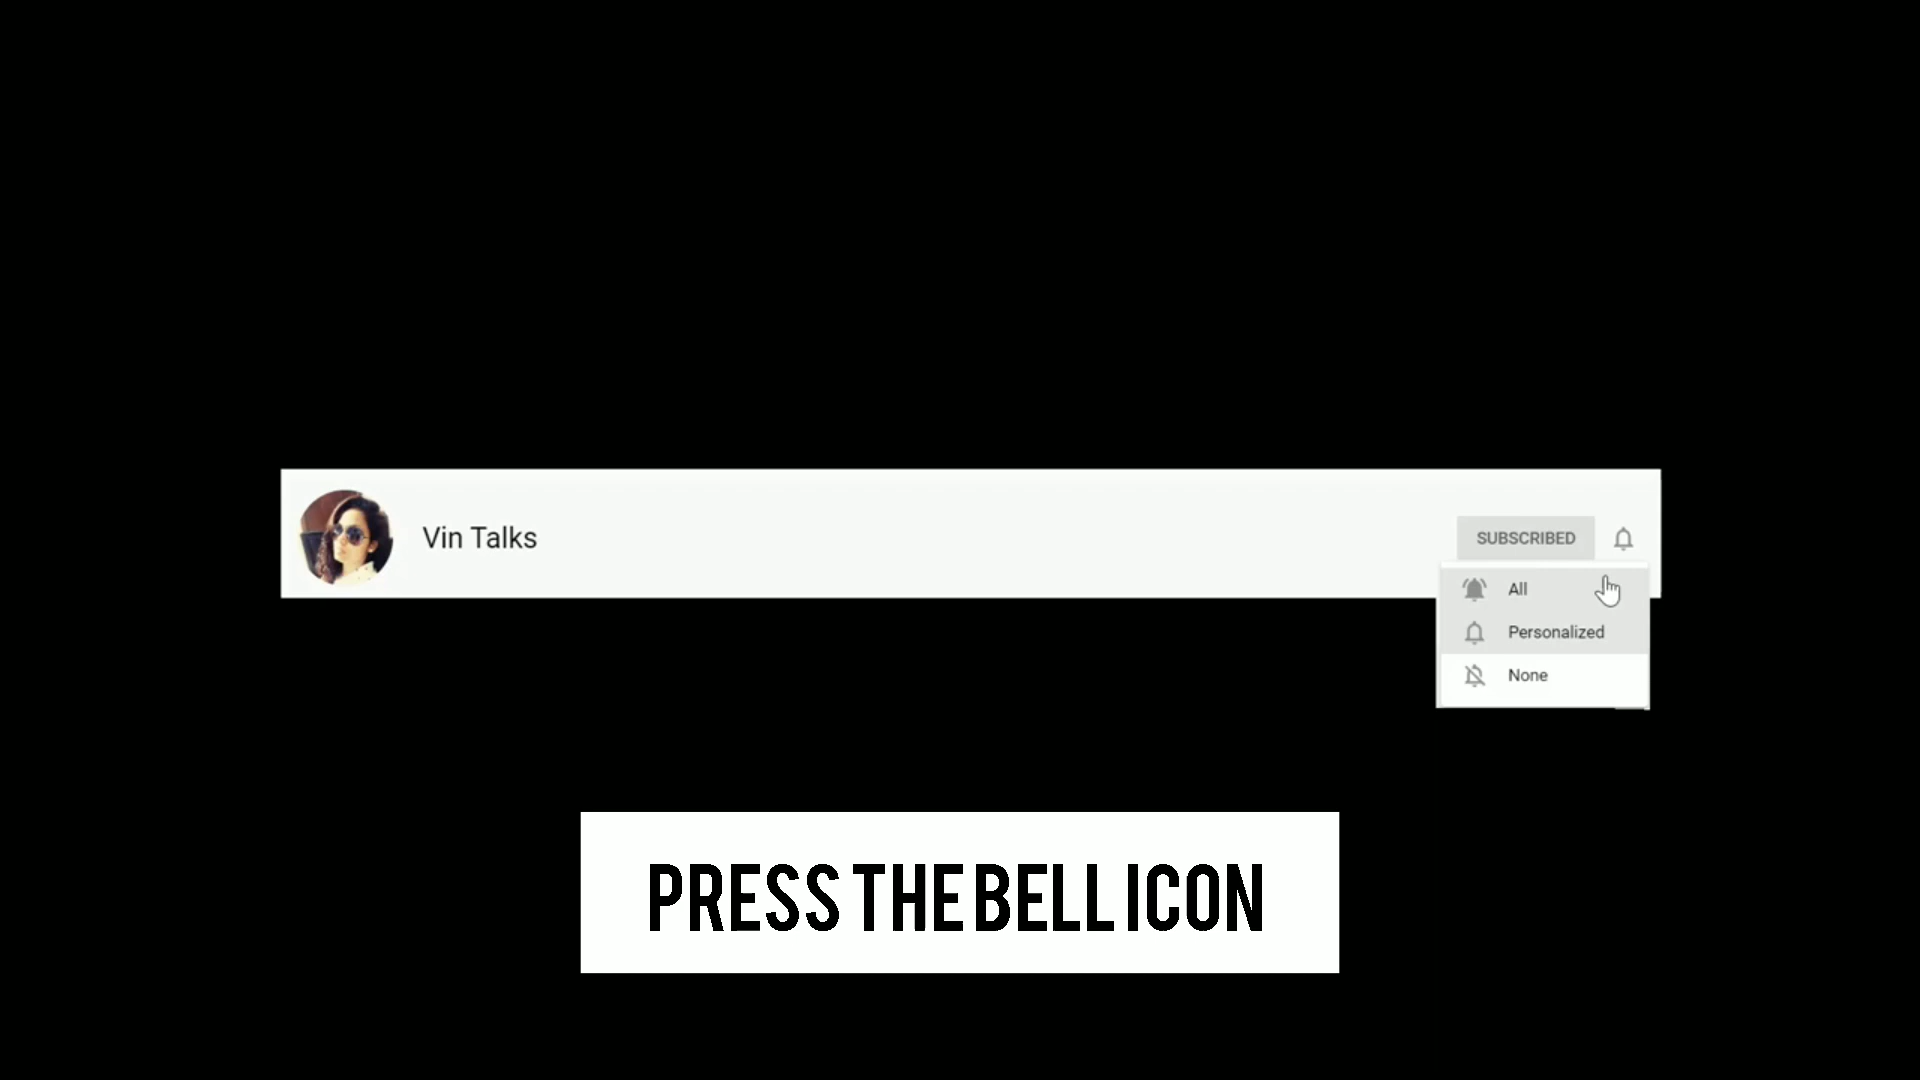 Vin Talks
SUBSCRIBED
All
Personalized
None
PRESS THE BELL ICON